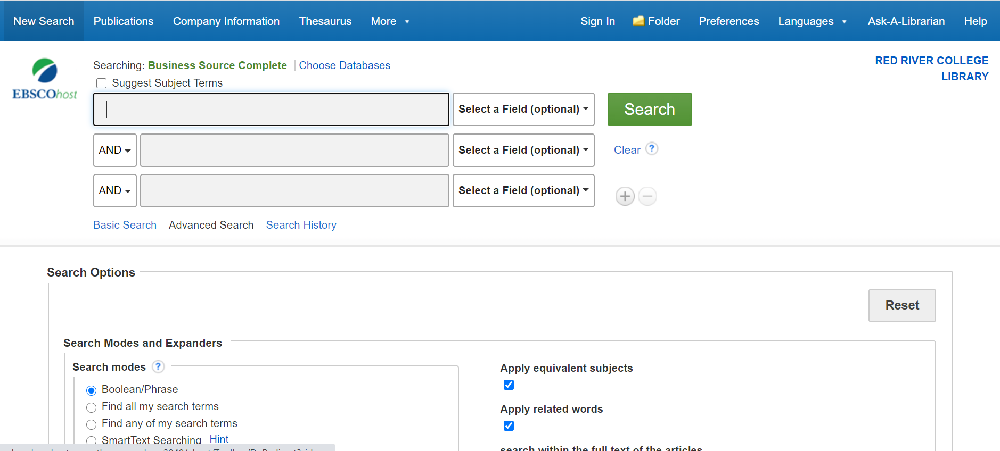 New Search Publications Company Information Thesaurus More Sign In Folder Preferences Languages Ask-A-Librarian Help
EBSCOhost
Searching: Business Source Complete Choose Databases
Suggest Subject Terms
RED RIVER COLLEGE
LIBRARY
Select a Field (optional) Search
AND Select a Field (optional) Clear ?
AND Select a Field (optional) + −
Basic Search Advanced Search Search History
Search Options
Reset
Search Modes and Expanders
Search modes ?
Boolean/Phrase
Find all my search terms
Find any of my search terms
SmartText Searching Hint
Apply equivalent subjects
Apply related words
search within the full text of the articles